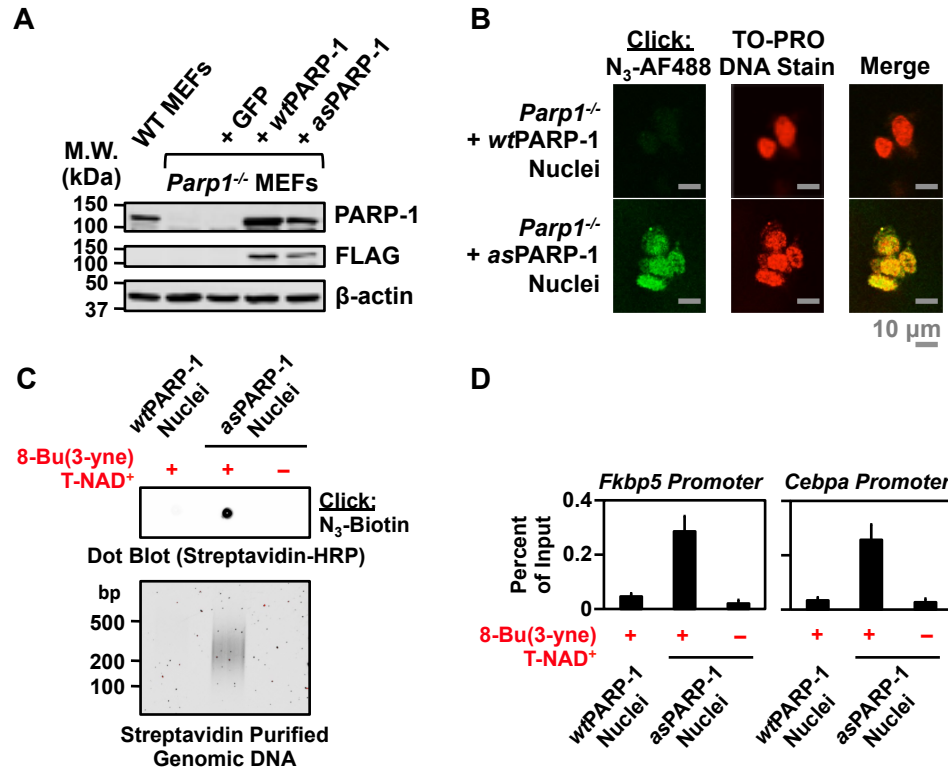 A
WT MEFs
+ GFP
+ wtPARP-1
+ asPARP-1
M.W.
(kDa)
Parp1-/- MEFs
150
100
PARP-1
150
100
FLAG
50
37
β-actin
B
Click:
N3-AF488
TO-PRO
DNA Stain
Merge
Parp1-/-
+ wtPARP-1
Nuclei
Parp1-/-
+ asPARP-1
Nuclei
10 μm
C
wtPARP-1
Nuclei
asPARP-1
Nuclei
8-Bu(3-yne)
T-NAD+
+ + −
Click:
N3-Biotin
Dot Blot (Streptavidin-HRP)
bp
500
200
100
Streptavidin Purified
Genomic DNA
D
Fkbp5 Promoter
Cebpa Promoter
Percent
of Input
0.4
0.2
0
8-Bu(3-yne)
T-NAD+
+ + − + + −
wtPARP-1
Nuclei
asPARP-1
Nuclei
wtPARP-1
Nuclei
asPARP-1
Nuclei